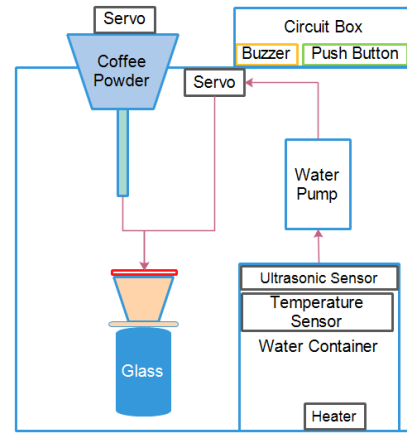 Servo
Circuit Box
Buzzer
Push Button
Coffee
Powder
Servo
Water
Pump
Ultrasonic Sensor
Temperature
Sensor
Water Container
Glass
Heater